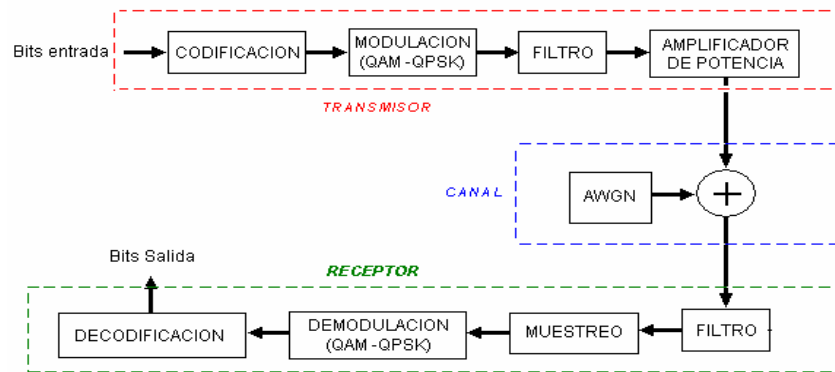 Bits entrada
CODIFICACION
MODULACION
(QAM -QPSK)
FILTRO
AMPLIFICADOR
DE POTENCIA
TRANSMISOR
CANAL
AWGN
+
Bits Salida
RECEPTOR
DECODIFICACION
DEMODULACION
(QAM -QPSK)
MUESTREO
FILTRO